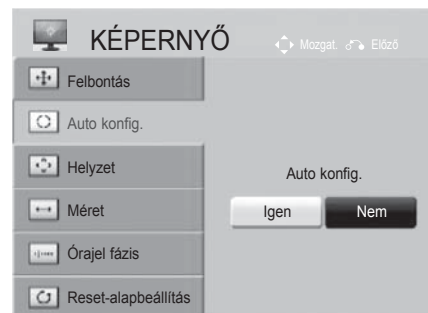 KÉPERNYŐ
Mozgat. Előző
Felbontás
Auto konfig.
Helyzet
Méret
Órajel fázis
Reset-alapbeállítás
Auto konfig.
Igen Nem